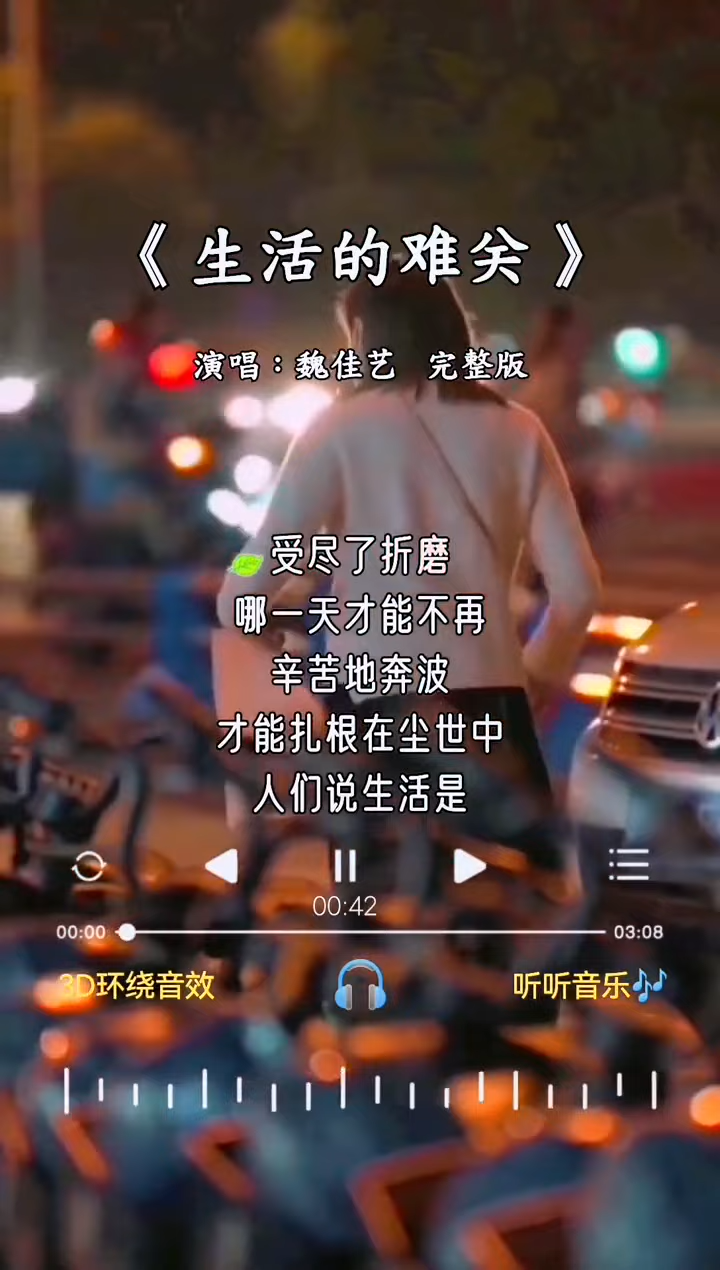 《生活的难关》
演唱：魏佳艺 完整版
受尽了折磨
哪一天才能不再
辛苦地奔波
才能扎根在尘世中
人们说生活是
00:42
00:00 03:08
3D环绕音效 听听音乐